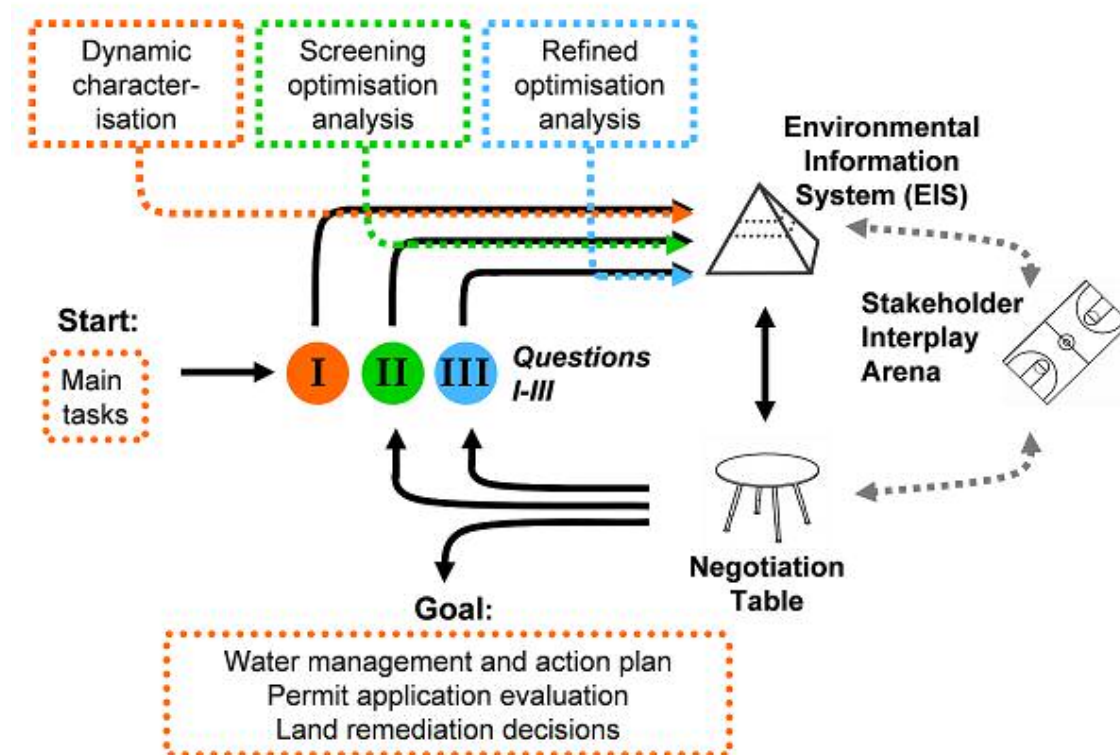 Dynamic
character-
isation
Screening
optimisation
analysis
Refined
optimisation
analysis
Environmental
Information
System (EIS)
Start:
Main
tasks
I
II
III
Questions
I-III
Stakeholder
Interplay
Arena
Negotiation
Table
Goal:
Water management and action plan
Permit application evaluation
Land remediation decisions